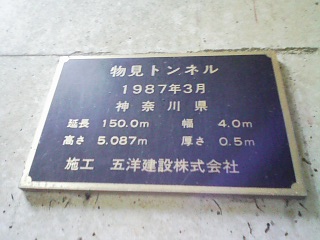 物見トンネル
1987年3月
神奈川県
延長 150.0m 幅 4.0m
高さ 5.087m 厚さ 0.5m
施工 五洋建設株式会社